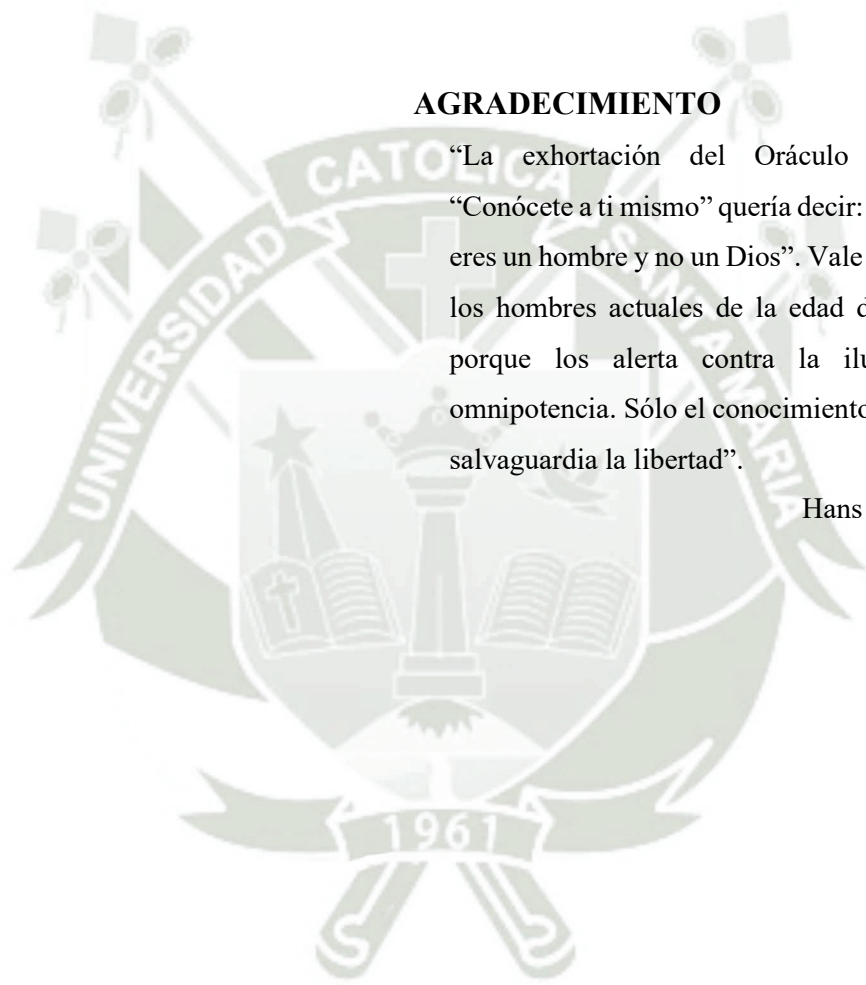 AGRADECIMIENTO
“La exhortación del Oráculo
“Conócete a ti mismo” quería decir:
eres un hombre y no un Dios”. Vale
los hombres actuales de la edad
porque los alerta contra la
omnipotencia. Sólo el conocimiento
salvaguardia la libertad”.
Hans
UNIVERSIDAD CATOLICA SANTA MARIA
1961